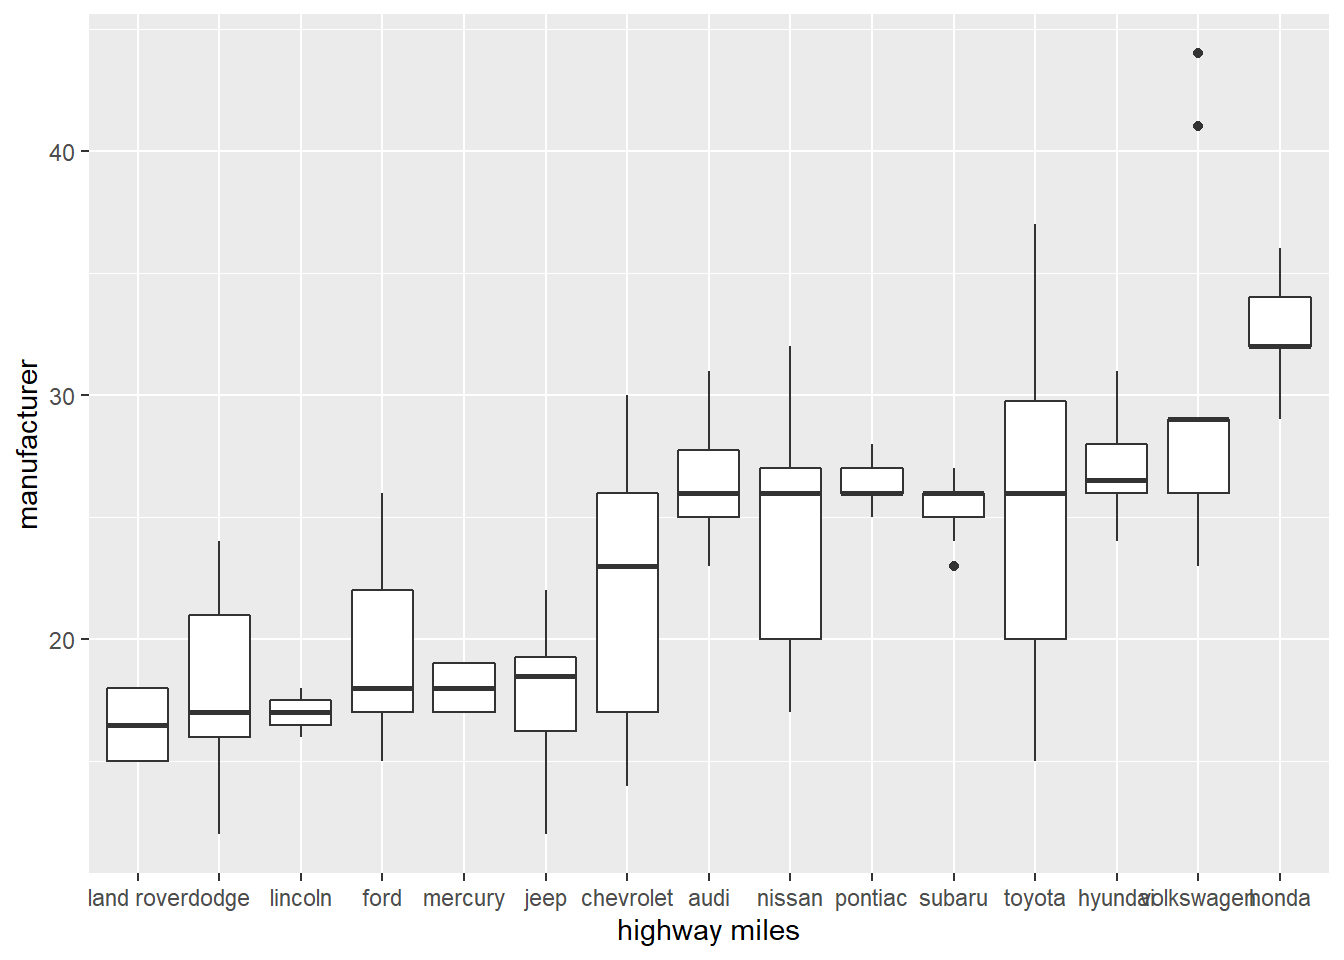 manufacturer
40
30
20
land rover dodge lincoln ford mercury jeep chevrolet audi nissan pontiac subaru toyota hyundai volkswagen honda
highway miles